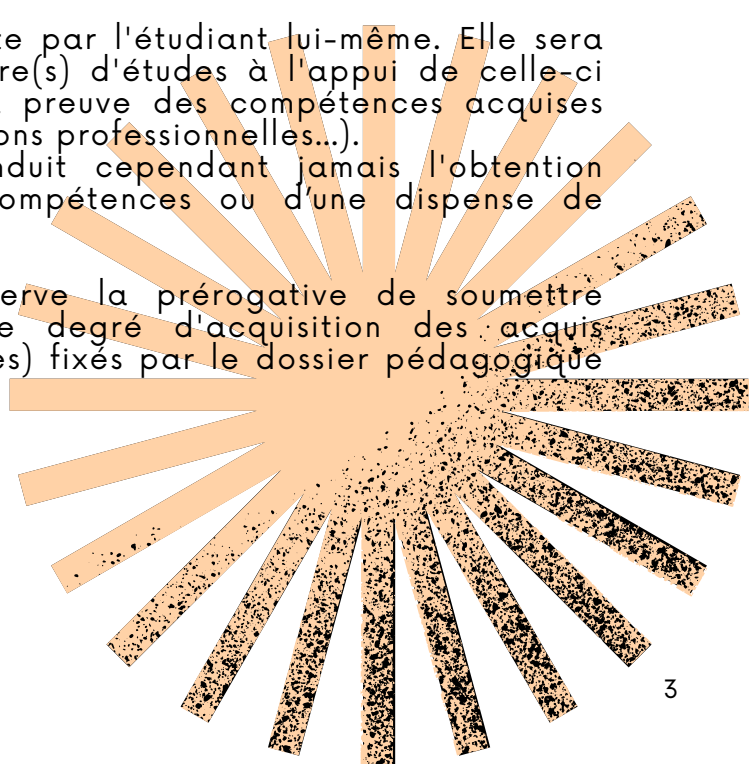 te par l'étudiant lui-même. Elle sera
re(s) d'études à l'appui de celle-ci
preuve des compétences acquises
ons professionnelles...).
nduit cependant jamais l'obtention
ompétences ou d’une dispense de
erve la prérogative de soumettre
e degré d'acquisition des acquis
es) fixés par le dossier pédagogique
3